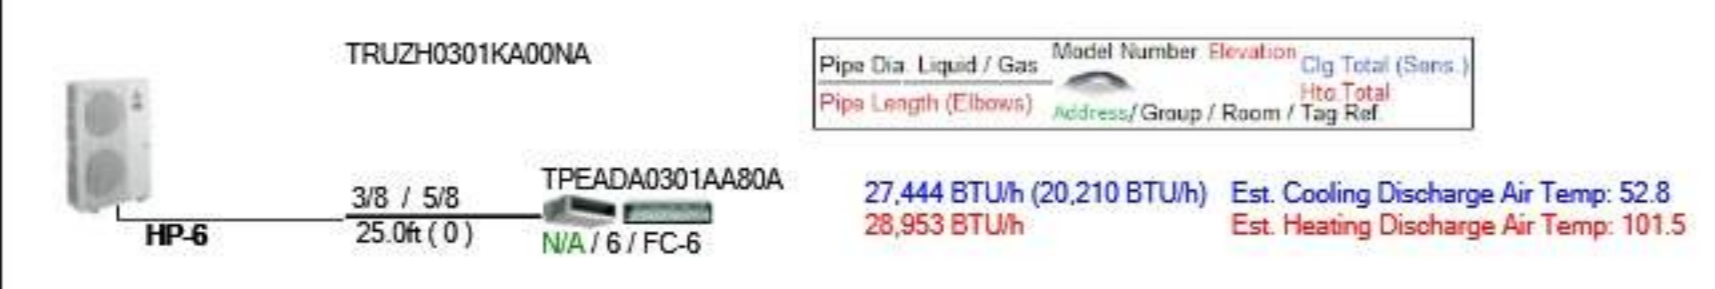 TRUZH0301KA00NA
Pipe Dia. Liquid / Gas
Pipe Length (Elbows)
Model Number Elevation Clg Total (Sens.)
Htg Total
Address/ Group / Room / Tag Ref.
HP-6
3/8 / 5/8
25.0ft ( 0 )
TPEADA0301AA80A
N/A / 6 / FC-6
27,444 BTU/h (20,210 BTU/h) Est. Cooling Discharge Air Temp: 52.8
28,953 BTU/h Est. Heating Discharge Air Temp: 101.5